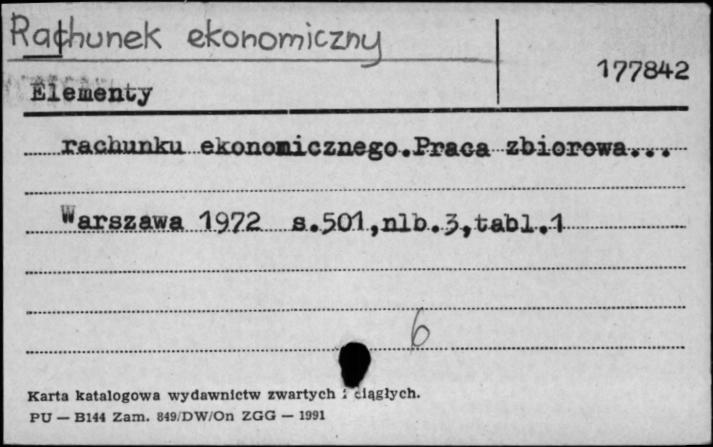 Rachunek ekonomiczny
177842
Elementy
rachunku ekonomicznego.Praca zbiorowa...
Warszawa 1972 s.501,nlb.3,tabl.1
6
Karta katalogowa wydawnictw zwartych i ciągłych.
PU — B144 Zam. 849/DW/On ZGG — 1991